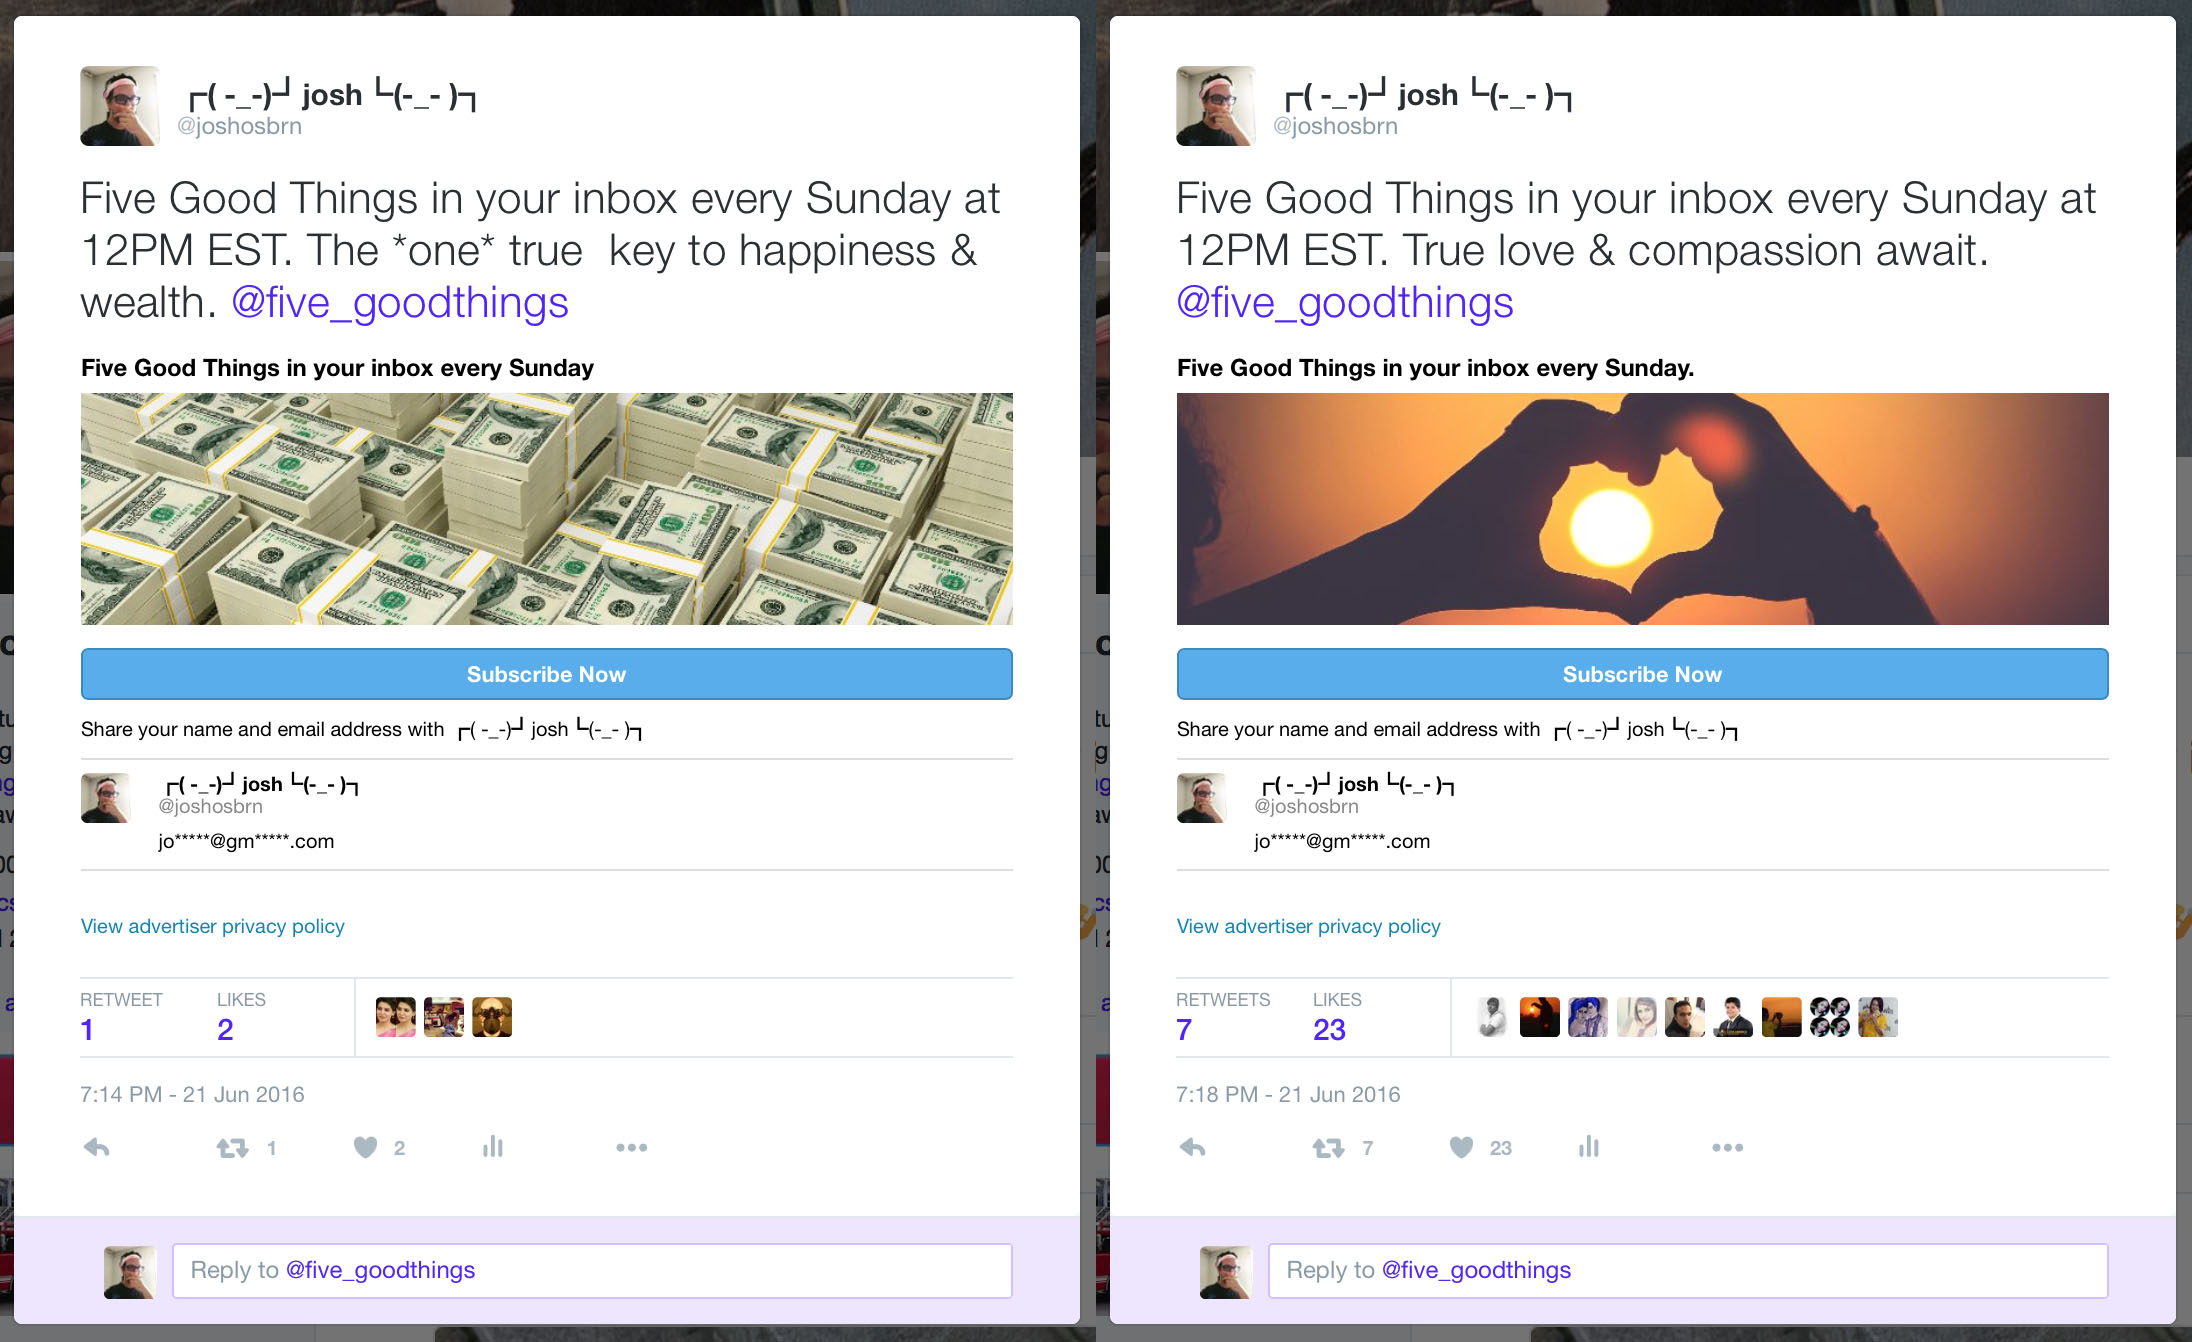 ┏( -_-)┛ josh ┗(-_- )┓
@joshosbrn
Five Good Things in your inbox every Sunday at
12PM EST. The *one* true  key to happiness &
wealth. @five_goodthings
Five Good Things in your inbox every Sunday
Subscribe Now
Share your name and email address with ┏( -_-)┛ josh ┗(-_- )┓
┏( -_-)┛ josh ┗(-_- )┓
@joshosbrn
jo*****@gm*****.com
View advertiser privacy policy
RETWEET LIKES
1 2
7:14 PM - 21 Jun 2016
1 2
Reply to @five_goodthings
┏( -_-)┛ josh ┗(-_- )┓
@joshosbrn
Five Good Things in your inbox every Sunday at
12PM EST. True love & compassion await.
@five_goodthings
Five Good Things in your inbox every Sunday.
Subscribe Now
Share your name and email address with ┏( -_-)┛ josh ┗(-_- )┓
┏( -_-)┛ josh ┗(-_- )┓
@joshosbrn
jo*****@gm*****.com
View advertiser privacy policy
RETWEETS LIKES
7 23
7:18 PM - 21 Jun 2016
7 23
Reply to @five_goodthings